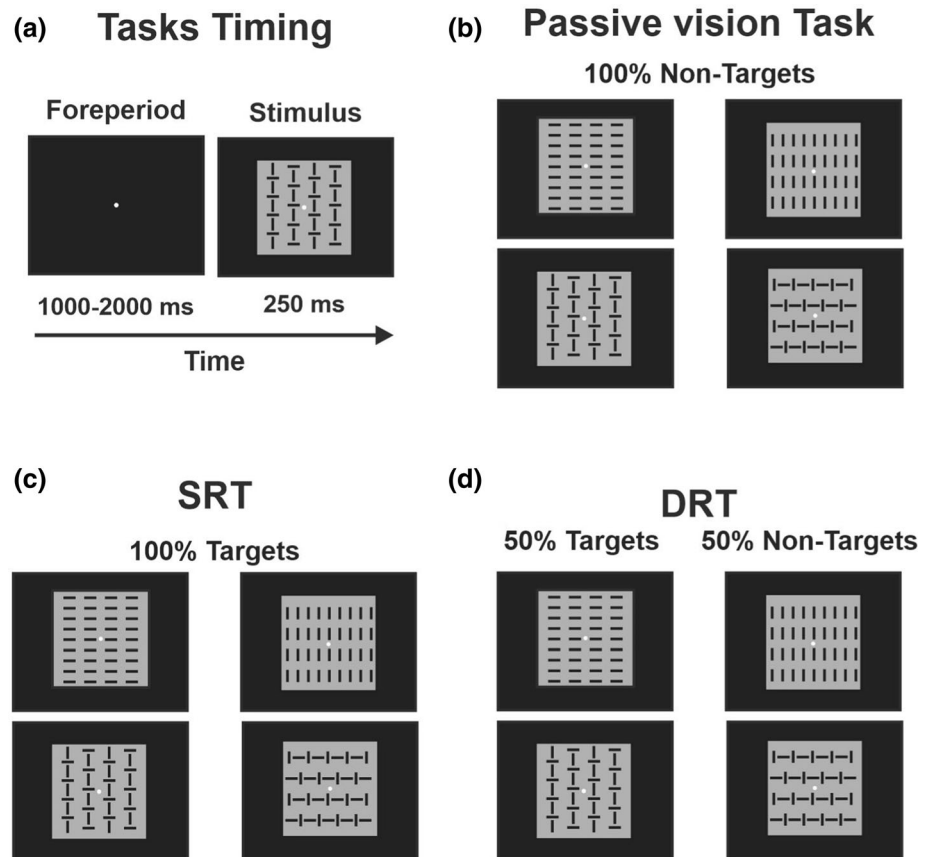 (a) Tasks Timing
Foreperiod Stimulus
1000-2000 ms 250 ms
Time
(b) Passive vision Task
100% Non-Targets
(c) SRT
100% Targets
(d) DRT
50% Targets 50% Non-Targets